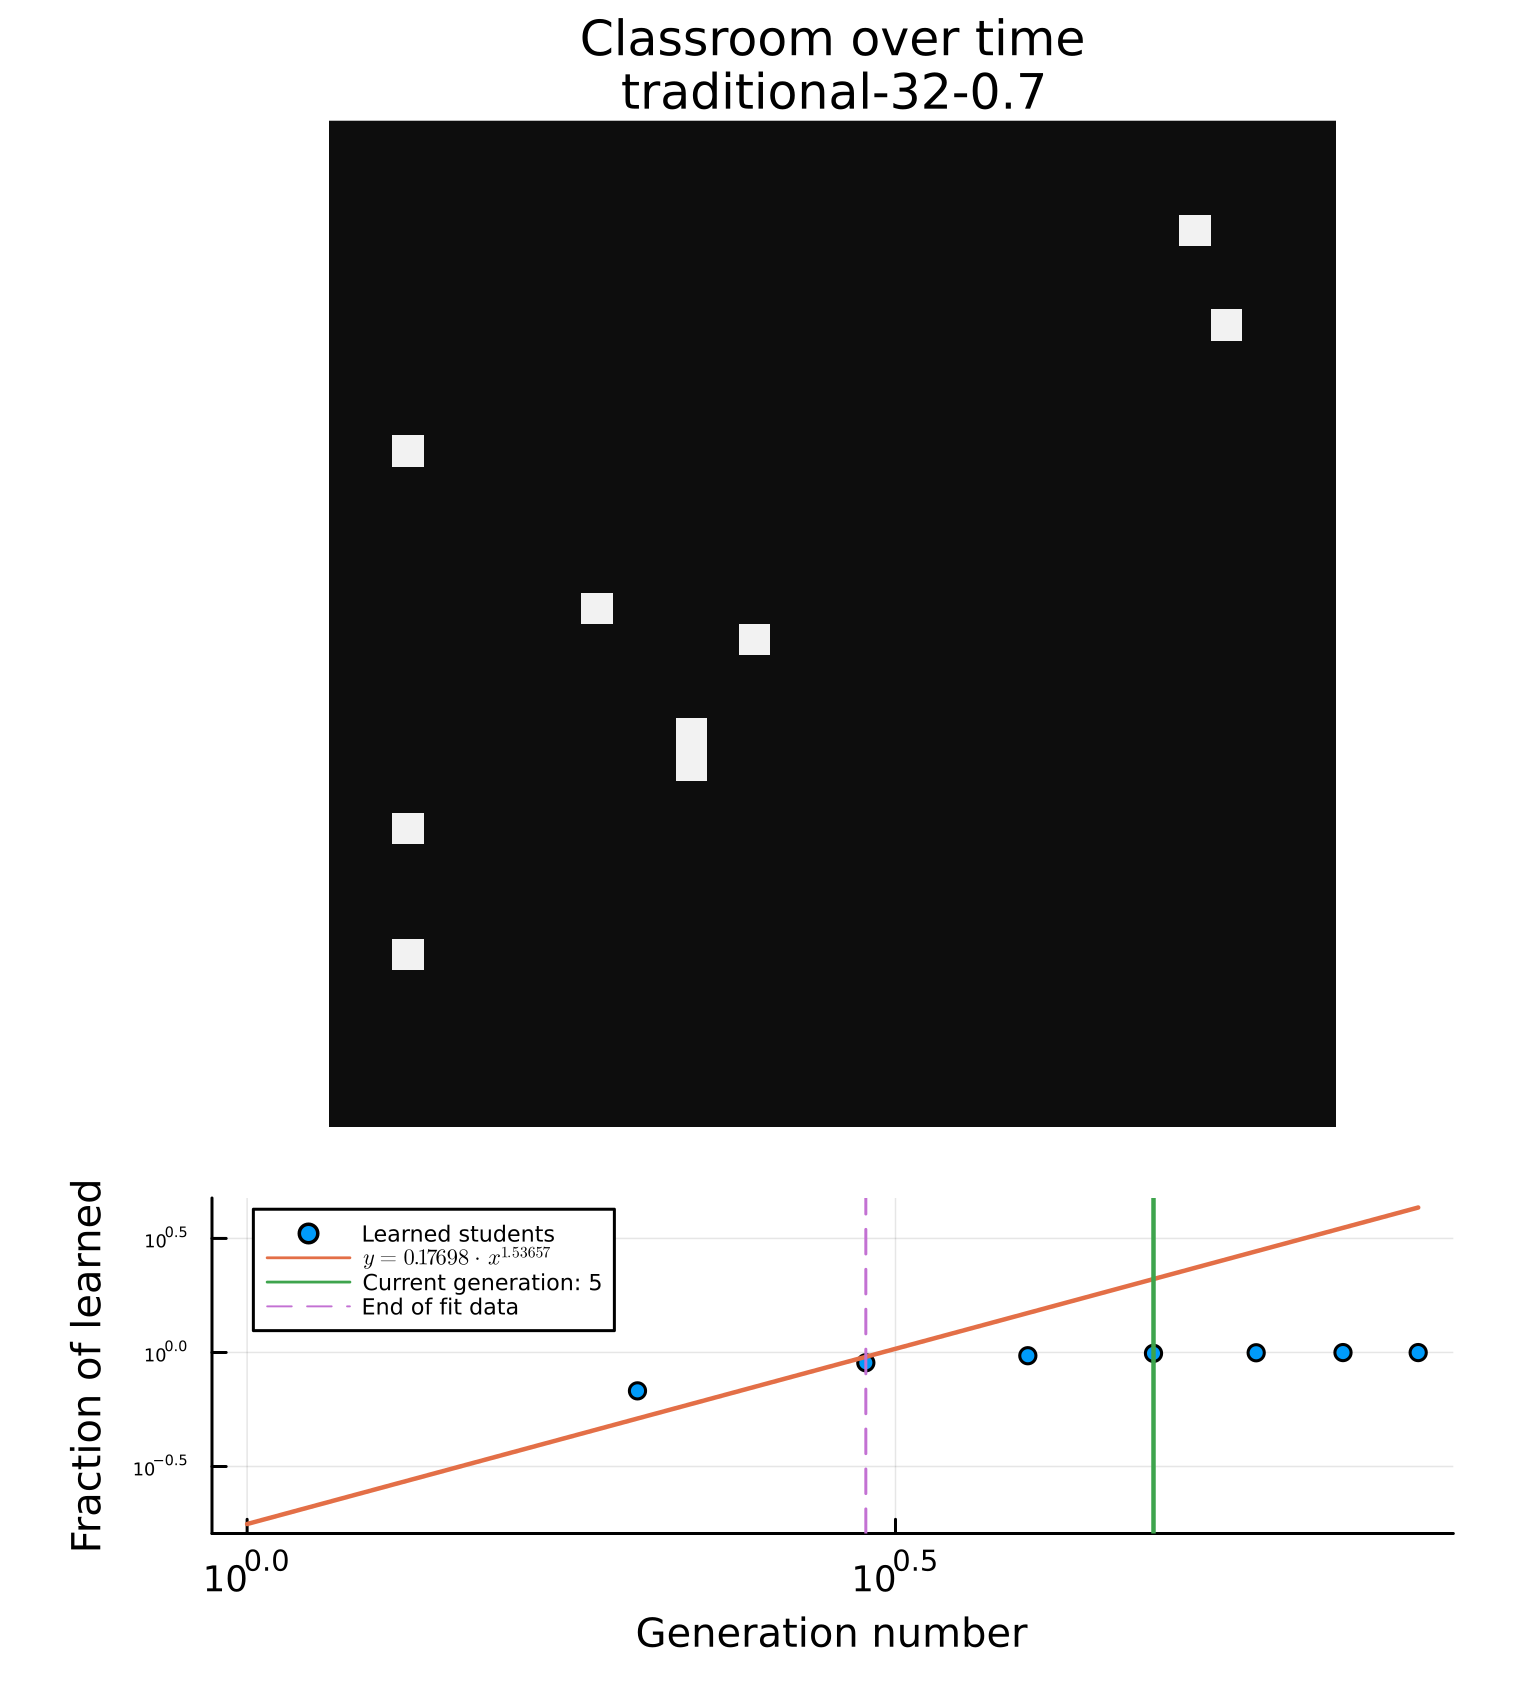 Classroom over time
traditional-32-0.7
Fraction of learned
10^0.5
10^0.0
10^−0.5
Learned students
y = 0.17698 · x^1.53657
Current generation: 5
End of fit data
10^0.0 10^0.5
Generation number